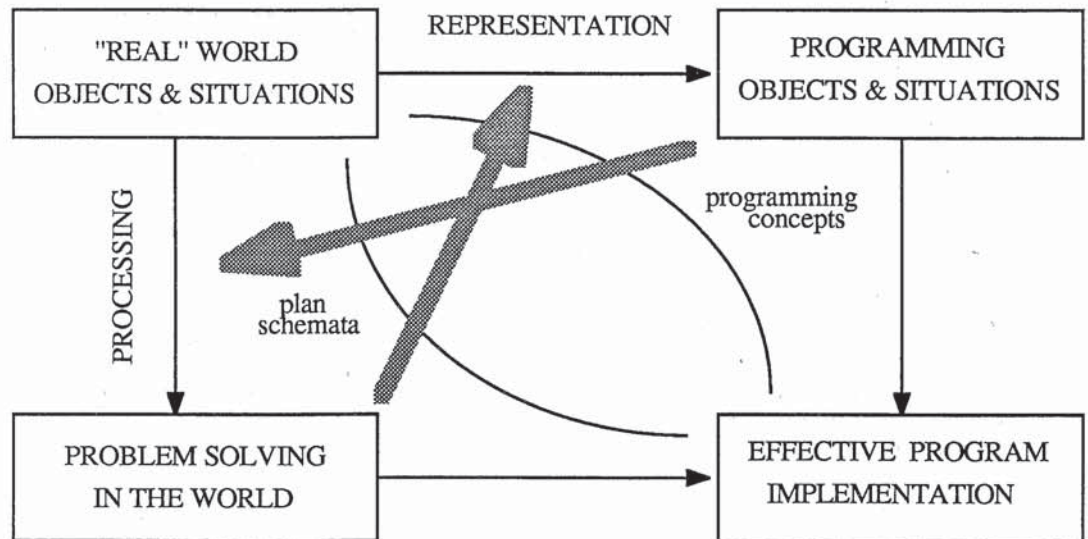 "REAL" WORLD
OBJECTS & SITUATIONS
REPRESENTATION
PROGRAMMING
OBJECTS & SITUATIONS
PROCESSING
programming
concepts
plan
schemata
PROBLEM SOLVING
IN THE WORLD
EFFECTIVE PROGRAM
IMPLEMENTATION